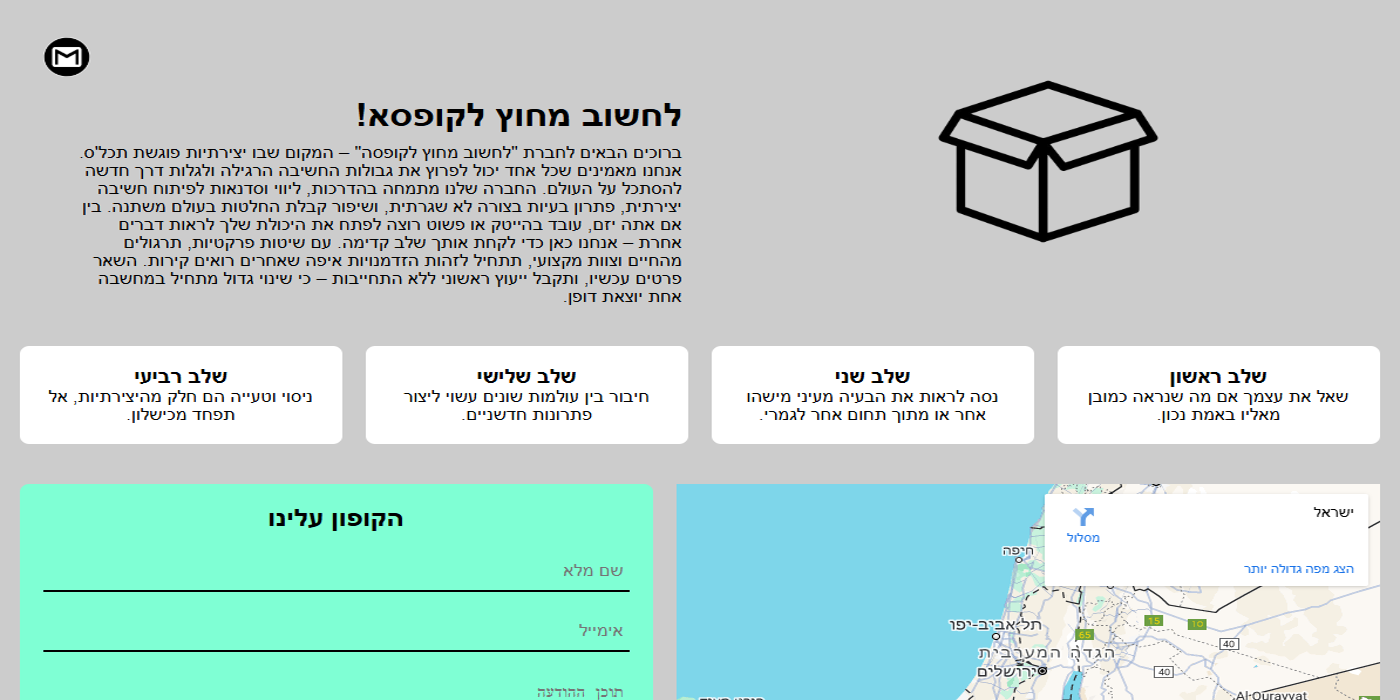 לחשוב מחוץ לקופסא!
ברוכים הבאים לחברת "לחשוב מחוץ לקופסה" – המקום שבו יצירתיות פוגשת תכל'ס.
אנחנו מאמינים שכל אחד יכול לפרוץ את גבולות החשיבה הרגילה ולגלות דרך חדשה
להסתכל על העולם. החברה שלנו מתמחה בהדרכות, ליווי וסדנאות לפיתוח חשיבה
יצירתית, פתרון בעיות בצורה לא שגרתית, ושיפור קבלת החלטות בעולם משתנה. בין
אם אתה יזם, עובד בהייטק או פשוט רוצה לפתח את היכולת שלך לראות דברים
אחרת – אנחנו כאן כדי לקחת אותך שלב קדימה. עם שיטות פרקטיות, תרגולים
מהחיים וצוות מקצועי, תתחיל לזהות הזדמנויות איפה שאחרים רואים קירות. השאר
פרטים עכשיו, ותקבל ייעוץ ראשוני ללא התחייבות – כי שינוי גדול מתחיל במחשבה
אחת יוצאת דופן.
שלב ראשון
שאל את עצמך אם מה שנראה כמובן
מאליו באמת נכון.
שלב שני
נסה לראות את הבעיה מעיני מישהו
אחר או מתוך תחום אחר לגמרי.
שלב שלישי
חיבור בין עולמות שונים עשוי ליצור
פתרונות חדשניים.
שלב רביעי
ניסוי וטעייה הם חלק מהיצירתיות, אל
תפחד מכישלון.
ישראל
מסלול
הצג מפה גדולה יותר
חיפה
תל אביב-יפו
הגדה המערבית
ירושלים
65
15
10
40
40
Al-Qurayyat
הקופון עלינו
שם מלא
אימייל
תוכן ההודעה